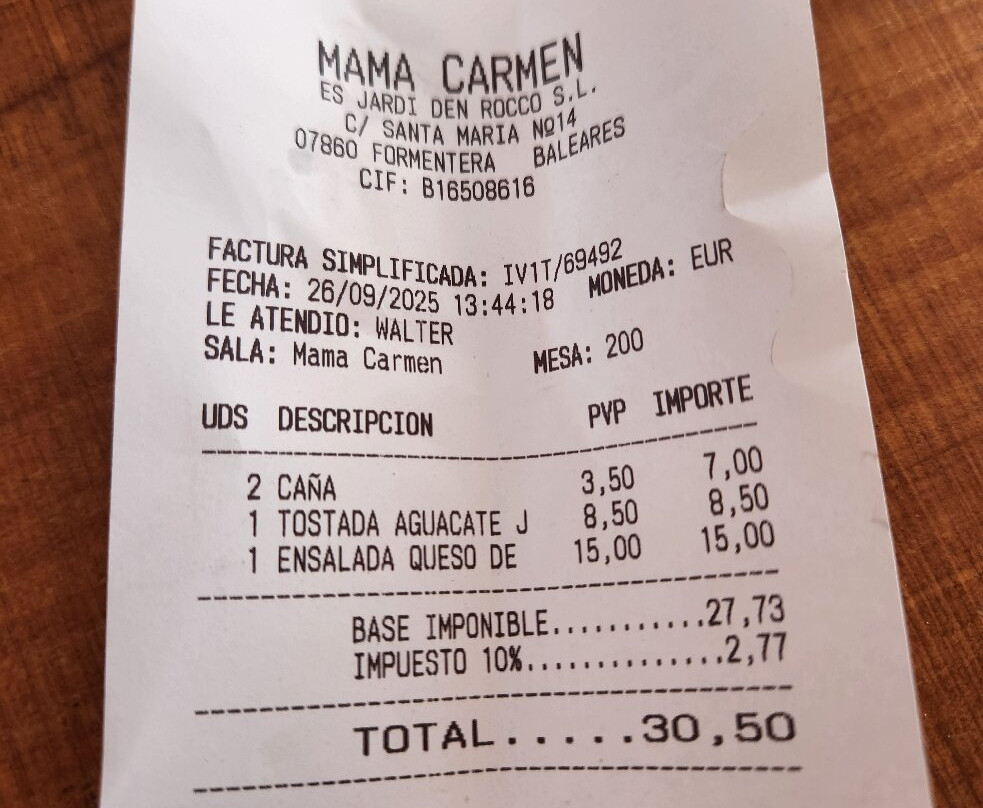 MAMA CARMEN
ES JARDI DEN ROCCO S.L.
C/ SANTA MARIA Nº14
07860 FORMENTERA BALEARES
CIF: B16508616
FACTURA SIMPLIFICADA: IV1T/69492
FECHA: 26/09/2025 13:44:18 MONEDA: EUR
LE ATENDIO: WALTER
SALA: Mama Carmen MESA: 200
UDS DESCRIPCION PVP IMPORTE
2 CAÑA 3,50 7,00
1 TOSTADA AGUACATE J 8,50 8,50
1 ENSALADA QUESO DE 15,00 15,00
BASE IMPONIBLE...........27,73
IMPUESTO 10%..............2,77
TOTAL.....30,50